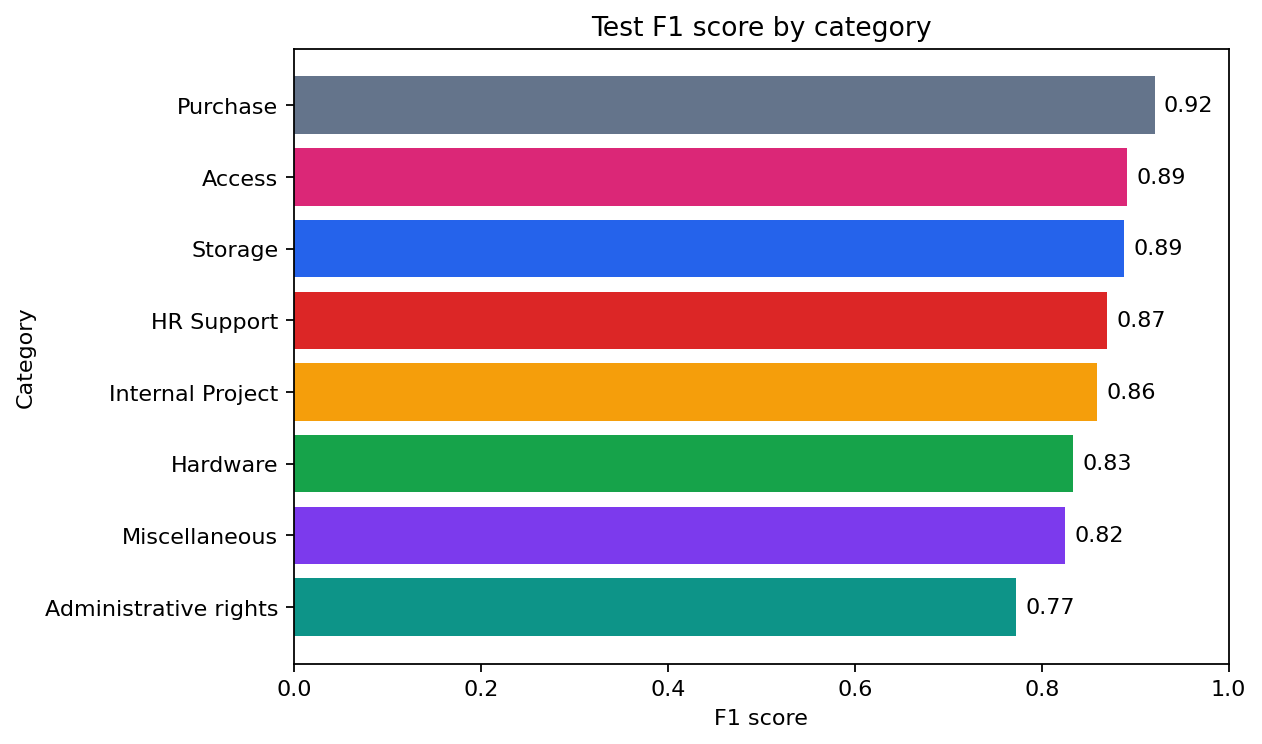 Test F1 score by category
Category
Purchase 0.92
Access 0.89
Storage 0.89
HR Support 0.87
Internal Project 0.86
Hardware 0.83
Miscellaneous 0.82
Administrative rights 0.77
0.0 0.2 0.4 0.6 0.8 1.0
F1 score